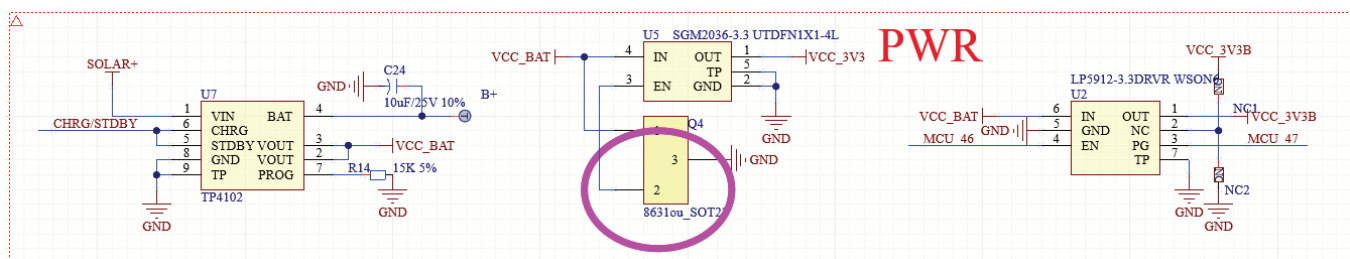 PWR
SOLAR+
CHRG/STDBY
U7
1 VIN BAT 4
6 CHRG
5 STDBY VOUT 3
8 GND VOUT 2
9 TP PROG 7
TP4102
GND
GND
C24
10uF/25V 10%
B+
VCC_BAT
R14 15K 5%
GND
U5 SGM2036-3.3 UTDFN1X1-4L
VCC_BAT
4 IN OUT 1
VCC_3V3
TP 5
3 EN GND 2
GND
Q4
3
GND
2
VCC_3V3B
LP5912-3.3DRVR WSON6
U2
NC1
VCC_BAT
6 IN OUT 1
VCC_3V3B
GND
5 GND NC 2
MCU_46
4 EN PG 3
MCU_47
TP 7
GND
NC2
GND